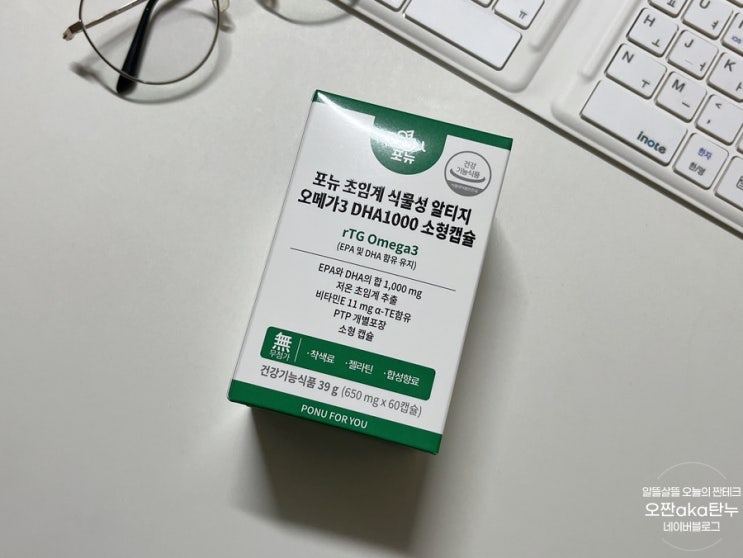 포뉴
건강
기능식품
포뉴 초임계 식물성 알티지
오메가3 DHA1000 소형캡슐
rTG Omega3
(EPA 및 DHA 함유 유지)
EPA와 DHA의 합 1,000 mg
저온 초임계 추출
비타민E 11 mg α-TE함유
PTP 개별포장
소형 캡슐
無
무첨가
·착색료 ·젤라틴 ·합성향료
건강기능식품 39 g (650 mg x 60캡슐)
PONU FOR YOU
inote
한자
한/영
알뜰살뜰 오늘의 짠테크
오짠aka탄누
네이버블로그